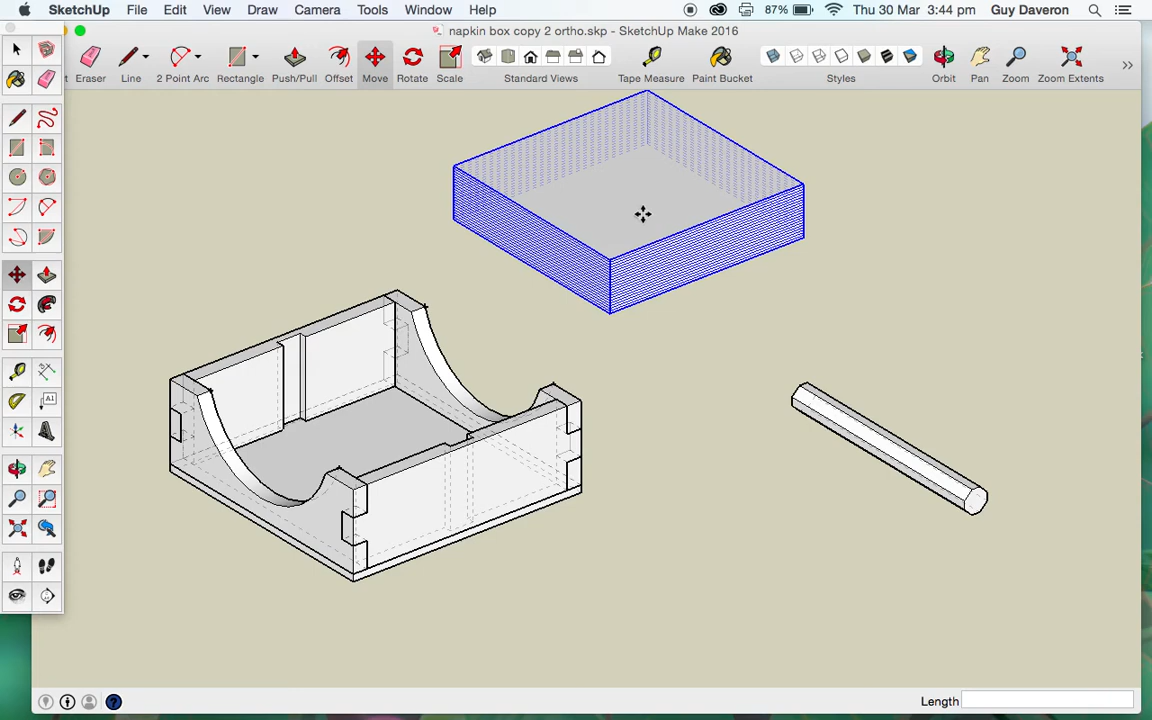 SketchUp File Edit View Draw Camera Tools Window Help 87% Thu 30 Mar 3:44 pm Guy Daveron
napkin box copy 2 ortho.skp - SketchUp Make 2016
Eraser Line 2 Point Arc Rectangle Push/Pull Offset Move Rotate Scale Standard Views Tape Measure Paint Bucket Styles Orbit Pan Zoom Zoom Extents
A1
Length